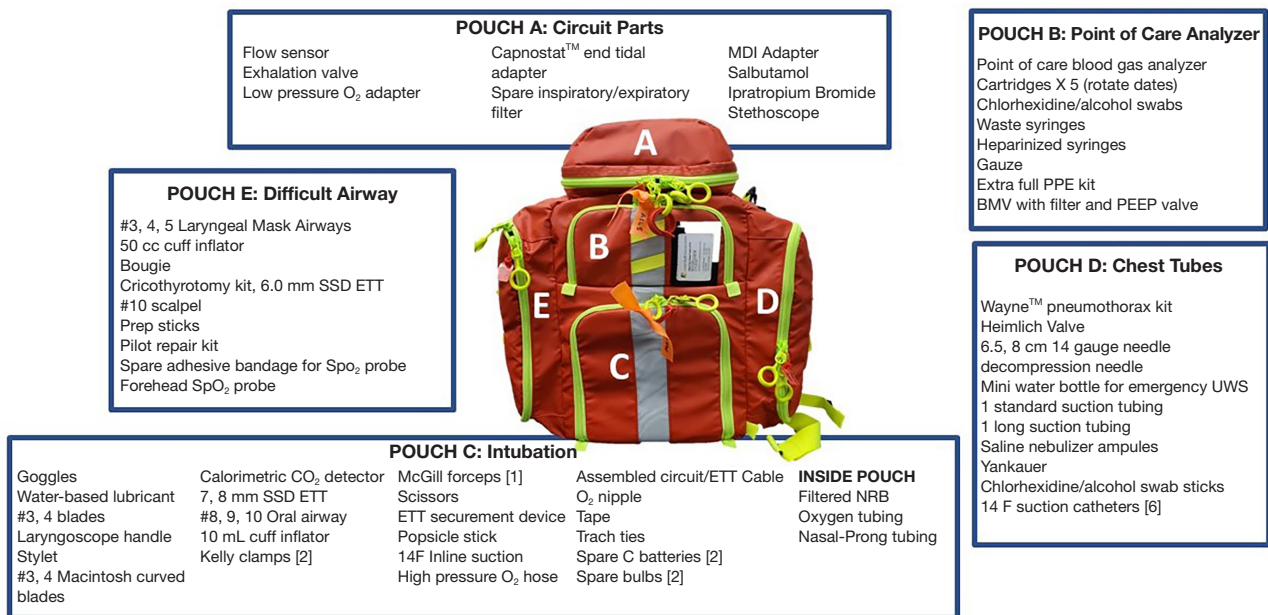 POUCH A: Circuit Parts
Flow sensor
Exhalation valve
Low pressure O₂ adapter
Capnostat™ end tidal
adapter
Spare inspiratory/expiratory
filter
MDI Adapter
Salbutamol
Ipratropium Bromide
Stethoscope
POUCH B: Point of Care Analyzer
Point of care blood gas analyzer
Cartridges X 5 (rotate dates)
Chlorhexidine/alcohol swabs
Waste syringes
Heparinized syringes
Gauze
Extra full PPE kit
BMV with filter and PEEP valve
POUCH E: Difficult Airway
#3, 4, 5 Laryngeal Mask Airways
50 cc cuff inflator
Bougie
Cricothyrotomy kit, 6.0 mm SSD ETT
#10 scalpel
Prep sticks
Pilot repair kit
Spare adhesive bandage for Spo₂ probe
Forehead SpO₂ probe
A
B
E
D
C
POUCH D: Chest Tubes
Wayne™ pneumothorax kit
Heimlich Valve
6.5, 8 cm 14 gauge needle
decompression needle
Mini water bottle for emergency UWS
1 standard suction tubing
1 long suction tubing
Saline nebulizer ampules
Yankauer
Chlorhexidine/alcohol swab sticks
14 F suction catheters [6]
POUCH C: Intubation
Goggles
Water-based lubricant
#3, 4 blades
Laryngoscope handle
Stylet
#3, 4 Macintosh curved
blades
Calorimetric CO₂ detector
7, 8 mm SSD ETT
#8, 9, 10 Oral airway
10 mL cuff inflator
Kelly clamps [2]
McGill forceps [1]
Scissors
ETT securement device
Popsicle stick
14F Inline suction
High pressure O₂ hose
Assembled circuit/ETT Cable
O₂ nipple
Tape
Trach ties
Spare C batteries [2]
Spare bulbs [2]
INSIDE POUCH
Filtered NRB
Oxygen tubing
Nasal-Prong tubing